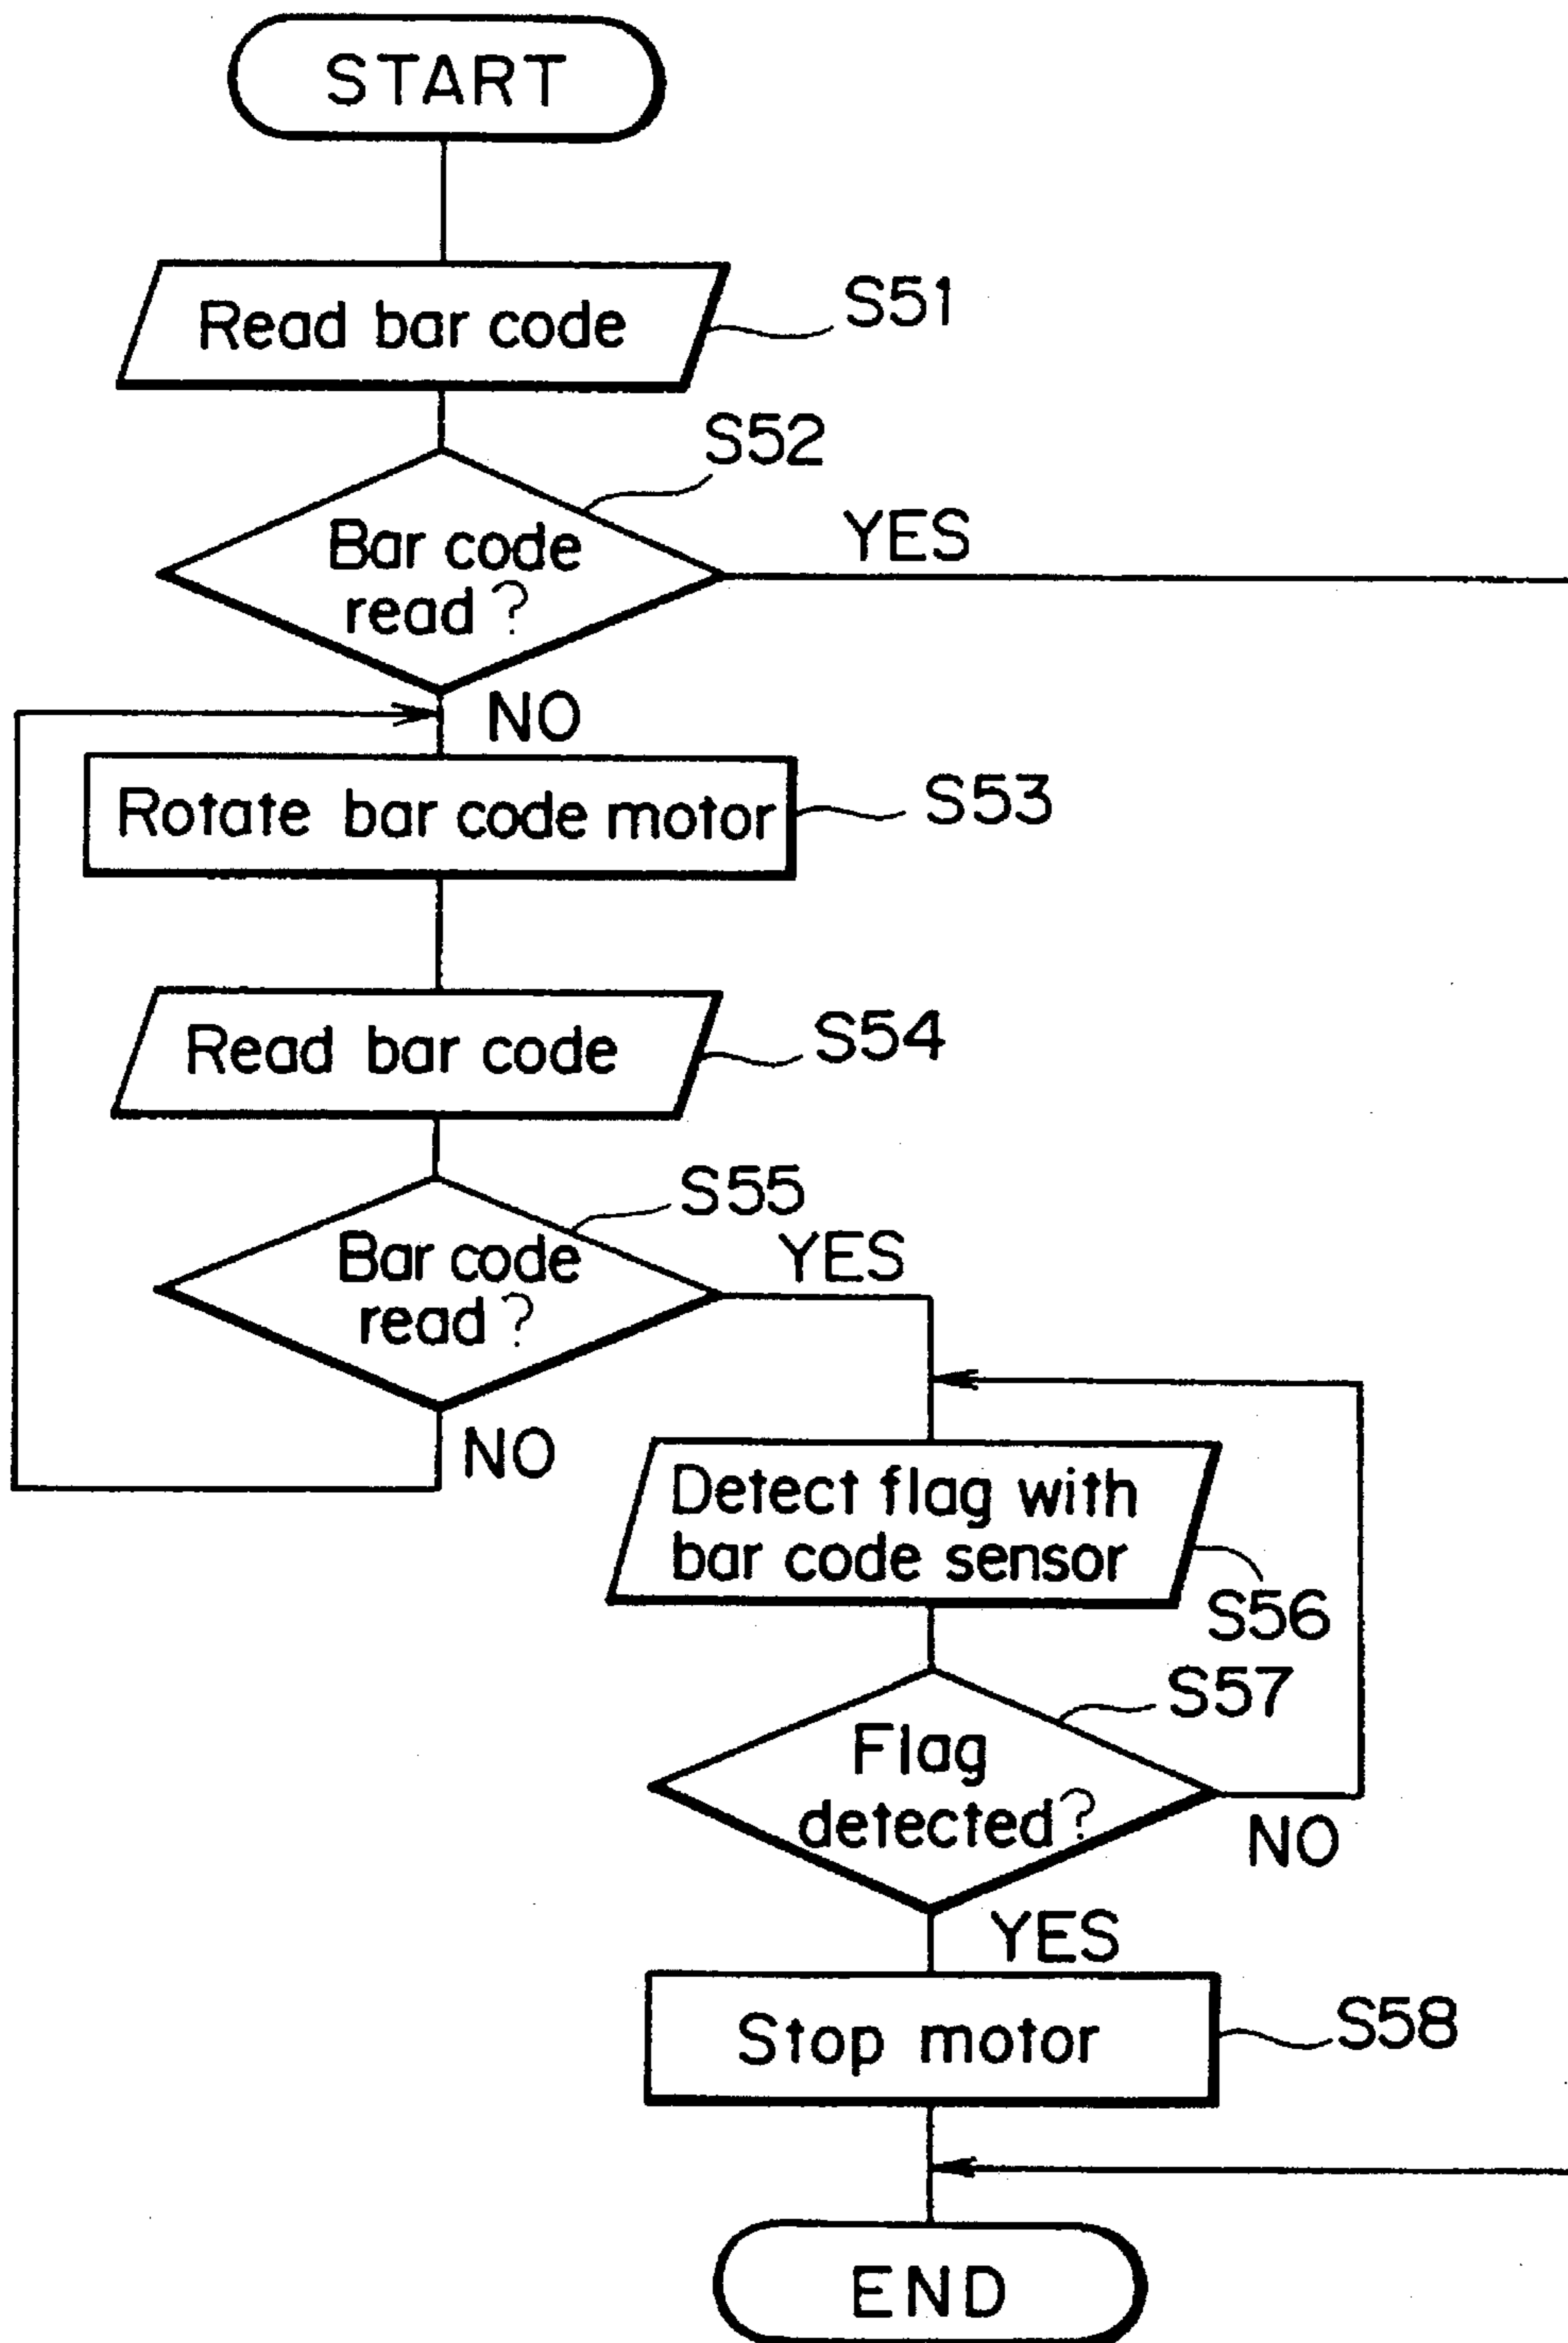 START
Read bar code
S51
S52
Bar code
read?
YES
NO
Rotate bar code motor
S53
Read bar code
S54
S55
Bar code
read?
YES
NO
Detect flag with
bar code sensor
S56
S57
Flag
detected?
NO
YES
Stop motor
S58
END